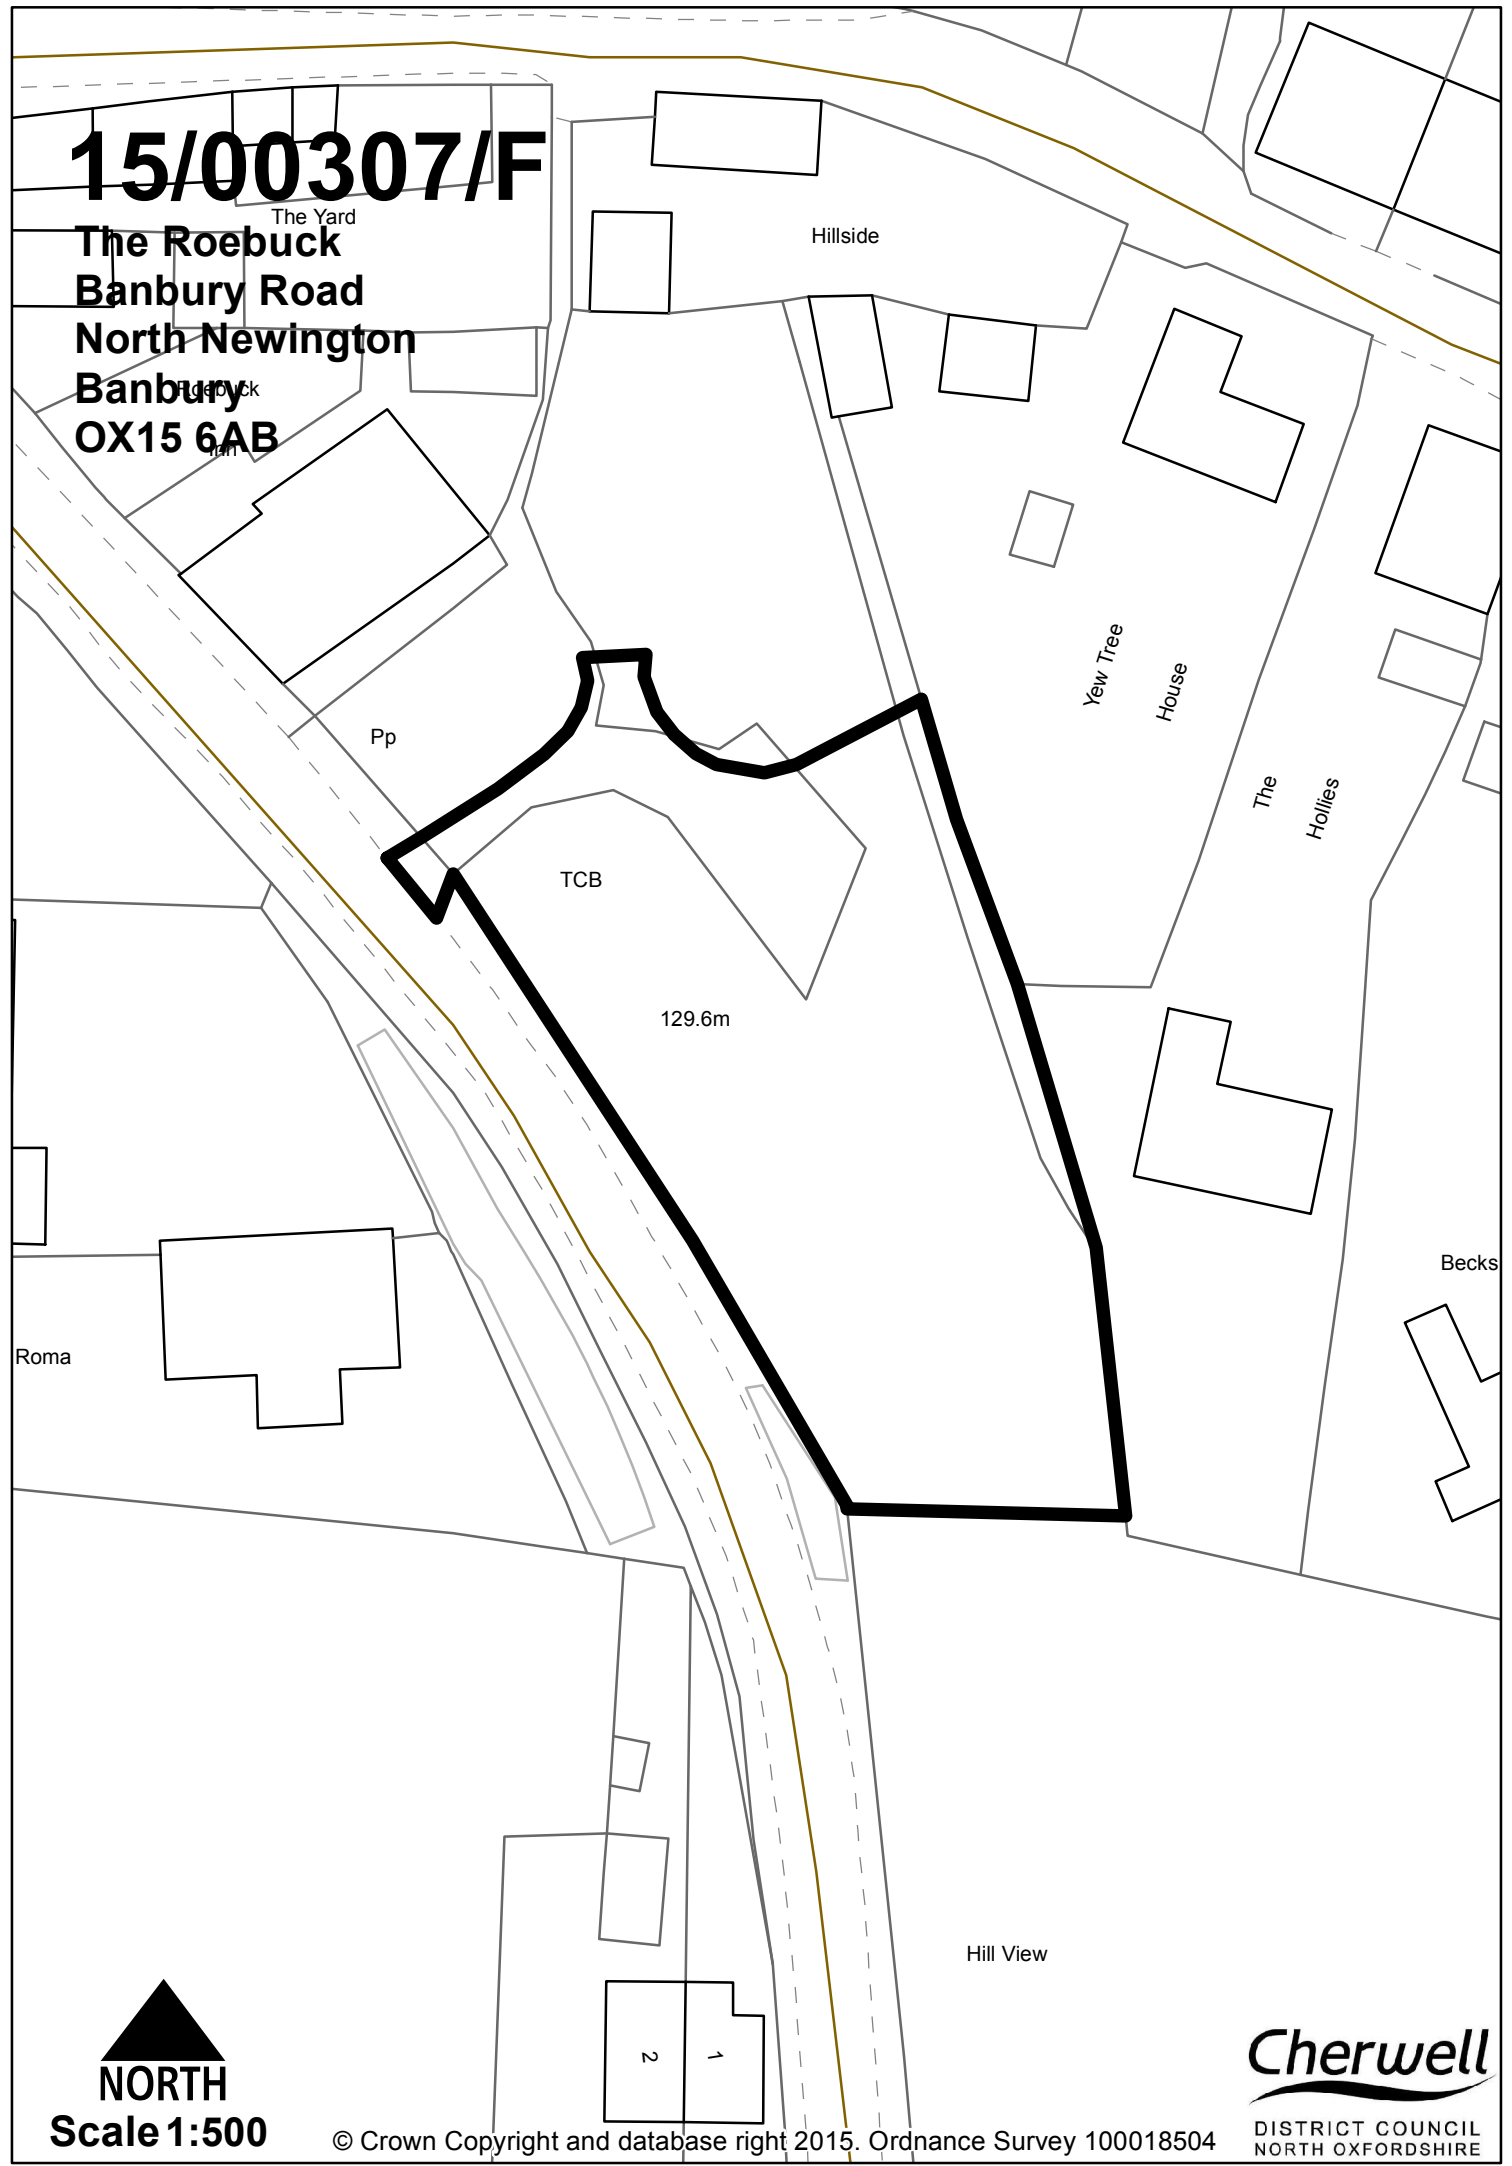 15/00307/F
The Yard
The Roebuck
Banbury Road
North Newington
Banbury
OX15 6AB
Roebuck
Inn
Hillside
Yew Tree
House
Pp
The
Hollies
TCB
129.6m
Becks
Roma
Hill View
2
1
NORTH
Scale 1:500
© Crown Copyright and database right 2015. Ordnance Survey 100018504
Cherwell
DISTRICT COUNCIL
NORTH OXFORDSHIRE